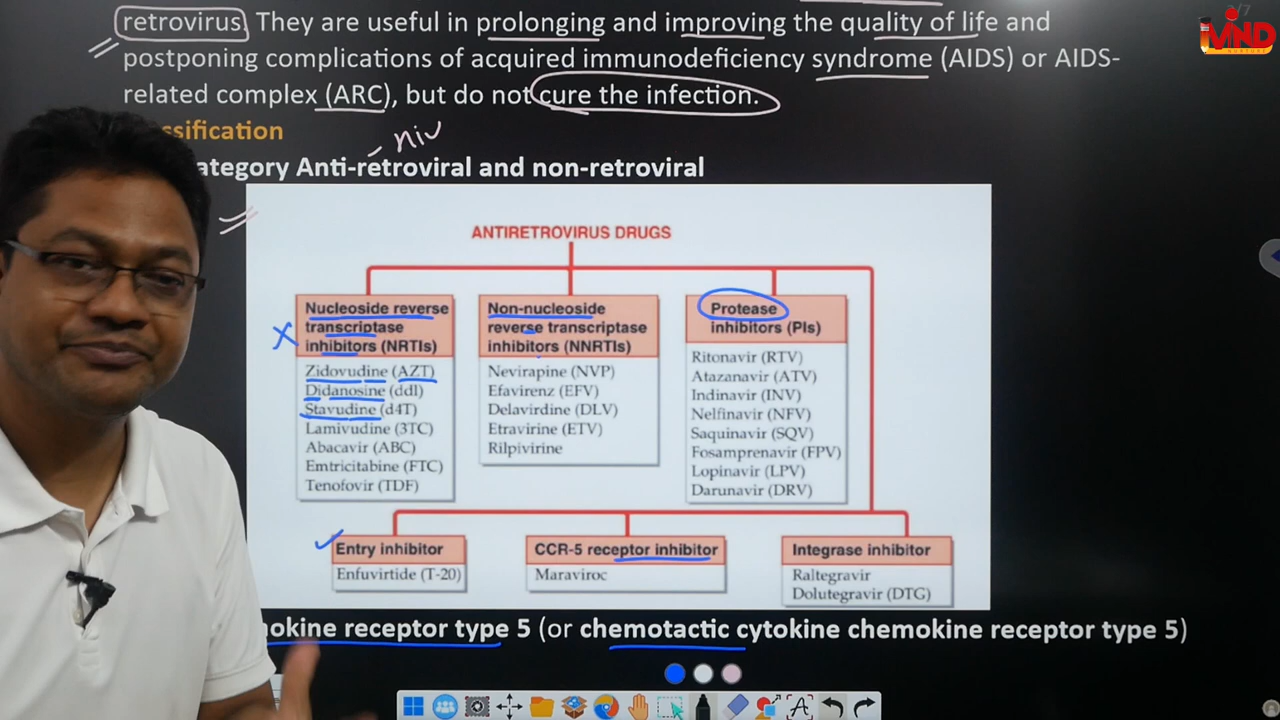 retrovirus. They are useful in prolonging and improving the quality of life and
postponing complications of acquired immunodeficiency syndrome (AIDS) or AIDS-
related complex (ARC), but do not cure the infection.
ssification
ategory Anti-retroviral and non-retroviral
ANTIRETROVIRUS DRUGS
Nucleoside reverse
transcriptase
inhibitors (NRTIs)
Zidovudine (AZT)
Didanosine (ddI)
Stavudine (d4T)
Lamivudine (3TC)
Abacavir (ABC)
Emtricitabine (FTC)
Tenofovir (TDF)
Non-nucleoside
reverse transcriptase
inhibitors (NNRTIs)
Nevirapine (NVP)
Efavirenz (EFV)
Delavirdine (DLV)
Etravirine (ETV)
Rilpivirine
Protease
inhibitors (PIs)
Ritonavir (RTV)
Atazanavir (ATV)
Indinavir (INV)
Nelfinavir (NFV)
Saquinavir (SQV)
Fosamprenavir (FPV)
Lopinavir (LPV)
Darunavir (DRV)
Entry inhibitor
Enfuvirtide (T-20)
CCR-5 receptor inhibitor
Maraviroc
Integrase inhibitor
Raltegravir
Dolutegravir (DTG)
okine receptor type 5 (or chemotactic cytokine chemokine receptor type 5)